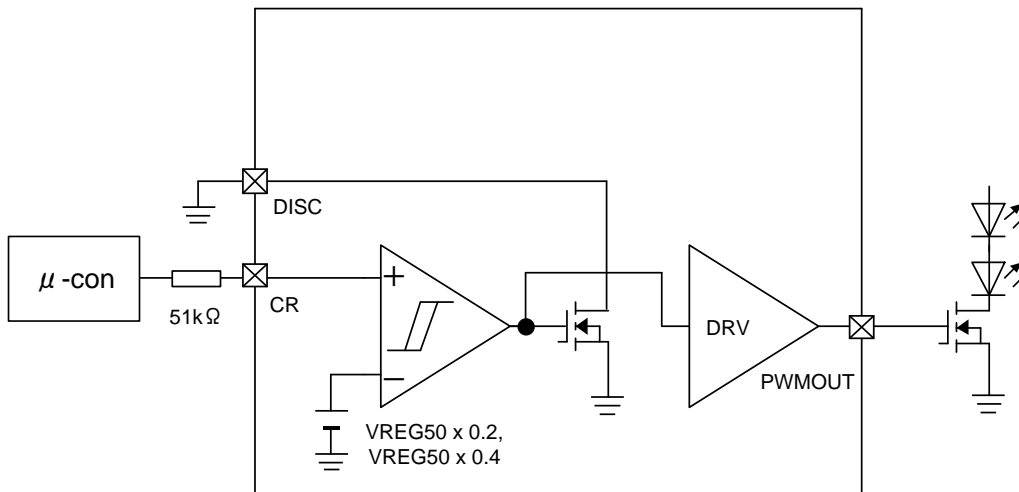 DISC
μ-con
CR
51kΩ
+
−
DRV
PWMOUT
VREG50 x 0.2,
VREG50 x 0.4